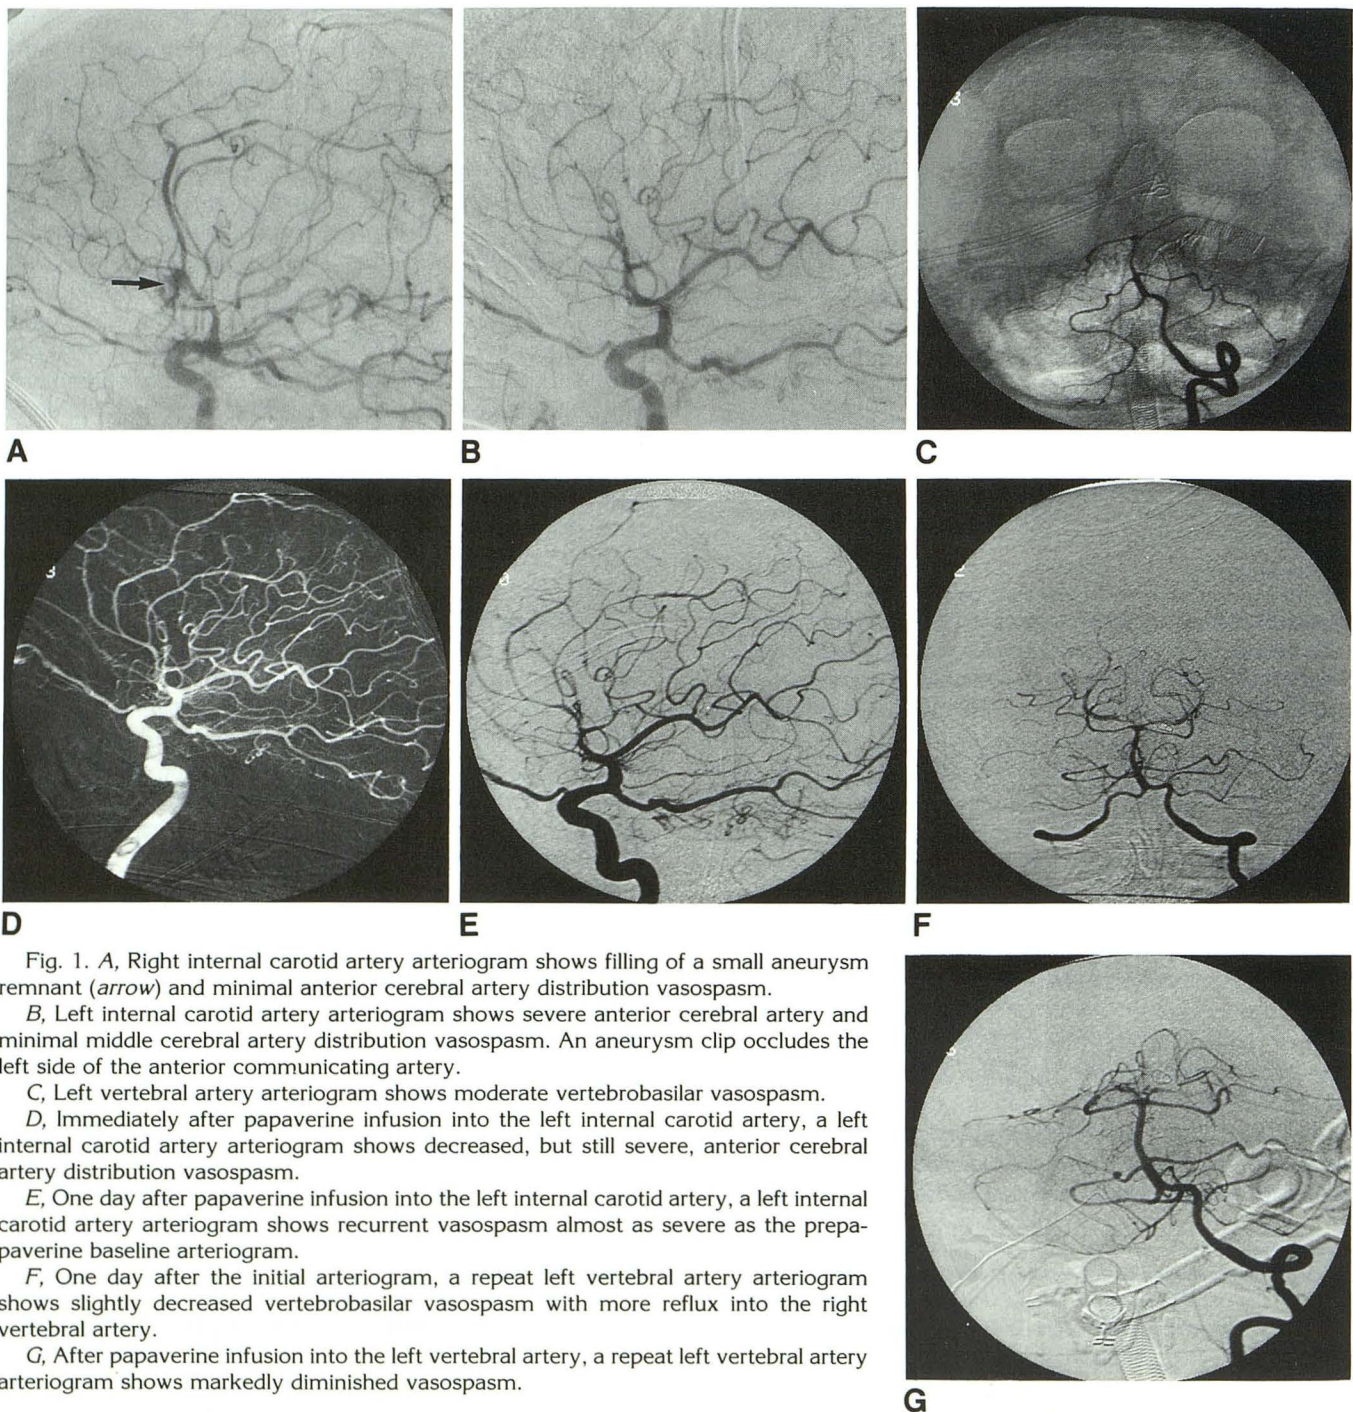 A
B
3
C
3
D
E
2
F
Fig. 1. A, Right internal carotid artery arteriogram shows filling of a small aneurysm
remnant (arrow) and minimal anterior cerebral artery distribution vasospasm.
B, Left internal carotid artery arteriogram shows severe anterior cerebral artery and
minimal middle cerebral artery distribution vasospasm. An aneurysm clip occludes the
left side of the anterior communicating artery.
C, Left vertebral artery arteriogram shows moderate vertebrobasilar vasospasm.
D, Immediately after papaverine infusion into the left internal carotid artery, a left
internal carotid artery arteriogram shows decreased, but still severe, anterior cerebral
artery distribution vasospasm.
E, One day after papaverine infusion into the left internal carotid artery, a left internal
carotid artery arteriogram shows recurrent vasospasm almost as severe as the prepa-
paverine baseline arteriogram.
F, One day after the initial arteriogram, a repeat left vertebral artery arteriogram
shows slightly decreased vertebrobasilar vasospasm with more reflux into the right
vertebral artery.
G, After papaverine infusion into the left vertebral artery, a repeat left vertebral artery
arteriogram shows markedly diminished vasospasm.
G